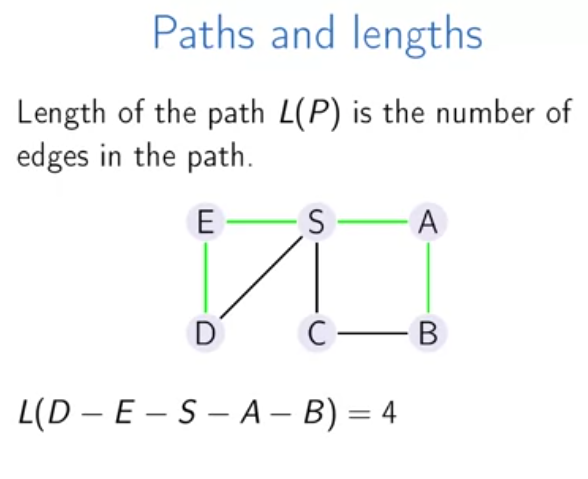 Paths and lengths
Length of the path L(P) is the number of
edges in the path.
E S A
D C B
L(D – E – S – A – B) = 4